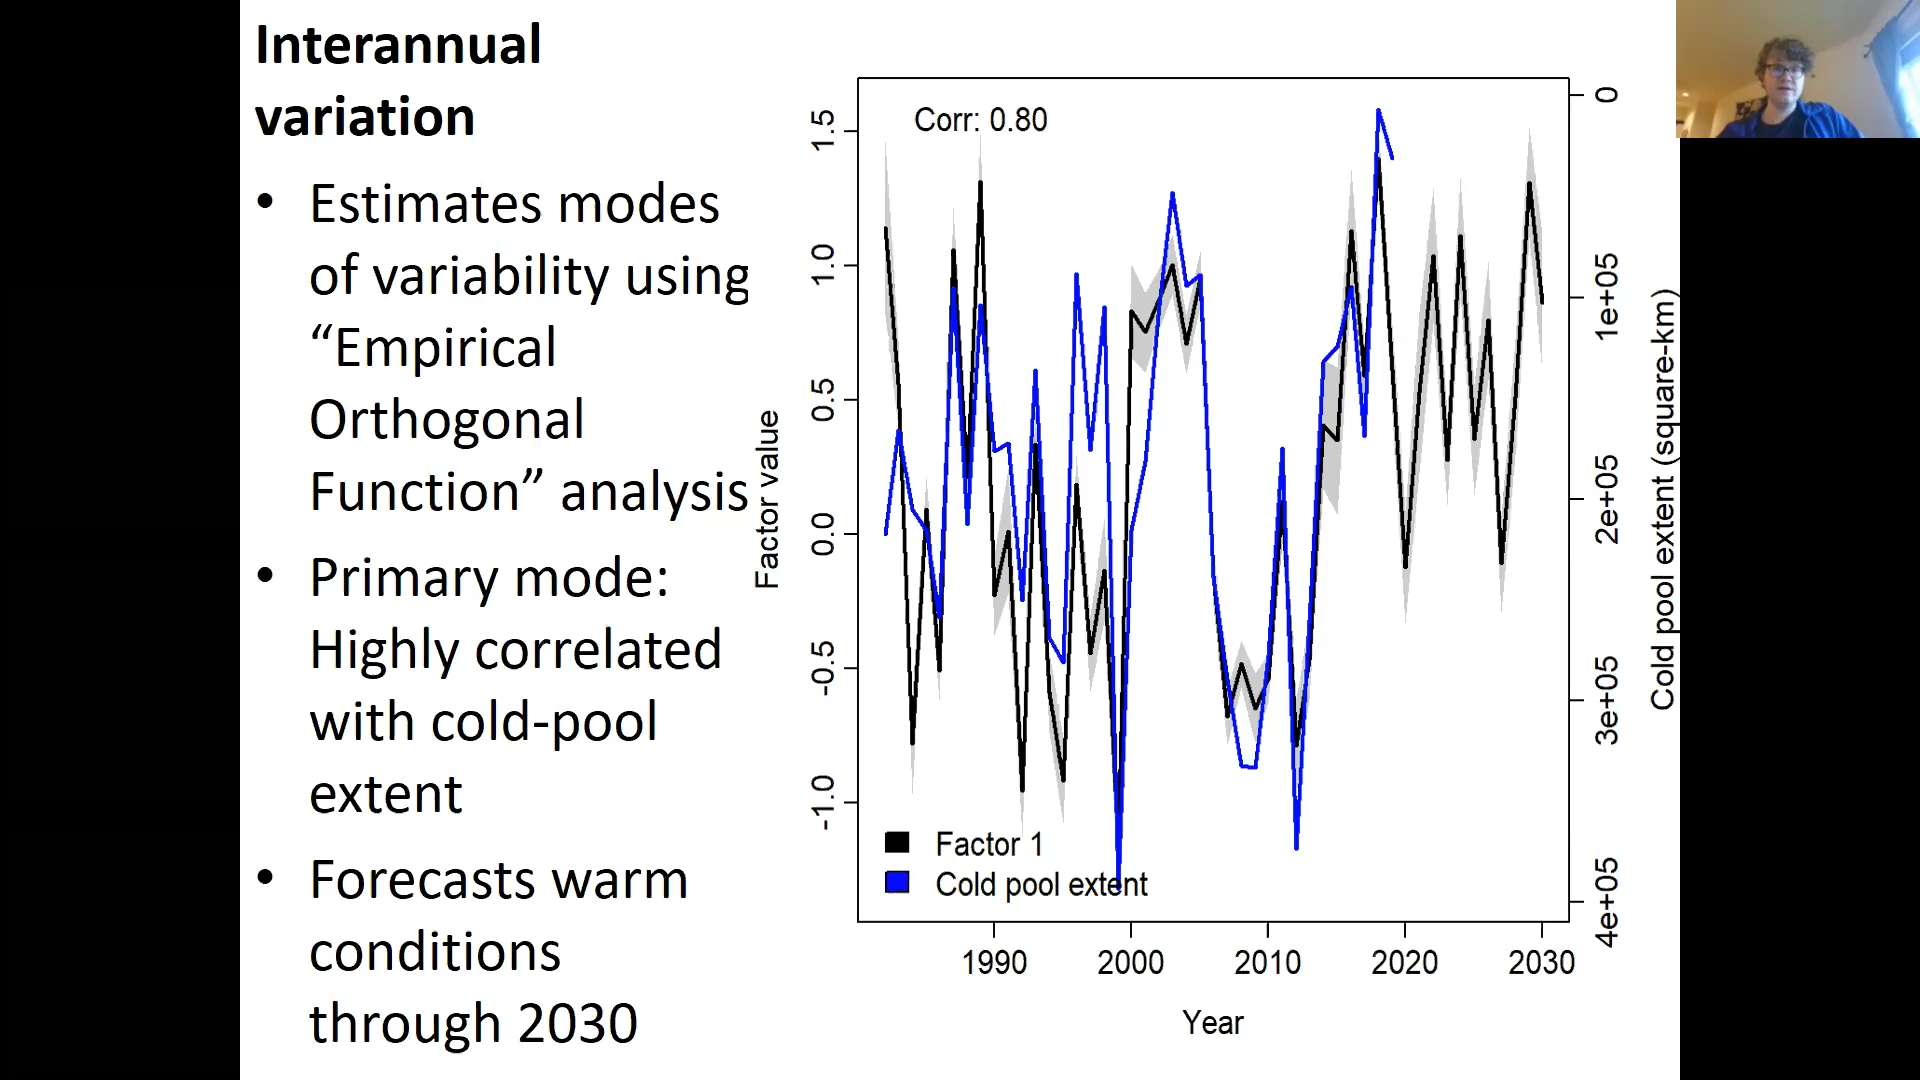 Interannual
variation
• Estimates modes
of variability using
“Empirical
Orthogonal
Function” analysis
• Primary mode:
Highly correlated
with cold-pool
extent
• Forecasts warm
conditions
through 2030
Corr: 0.80
Factor value
1.5
1.0
0.5
0.0
-0.5
-1.0
Factor 1
Cold pool extent
1990 2000 2010 2020 2030
Year
0
1e+05
2e+05
3e+05
4e+05
Cold pool extent (square-km)